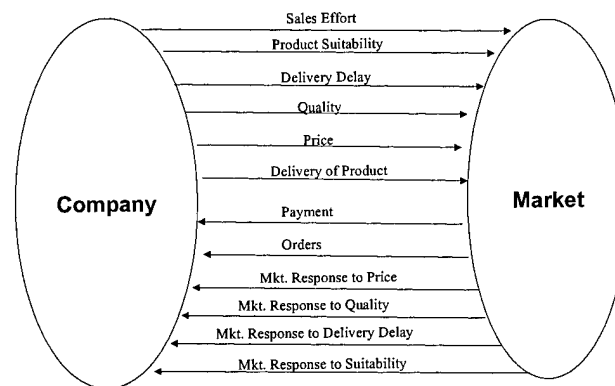 Sales Effort
Product Suitability
Delivery Delay
Quality
Price
Delivery of Product
Company
Market
Payment
Orders
Mkt. Response to Price
Mkt. Response to Quality
Mkt. Response to Delivery Delay
Mkt. Response to Suitability